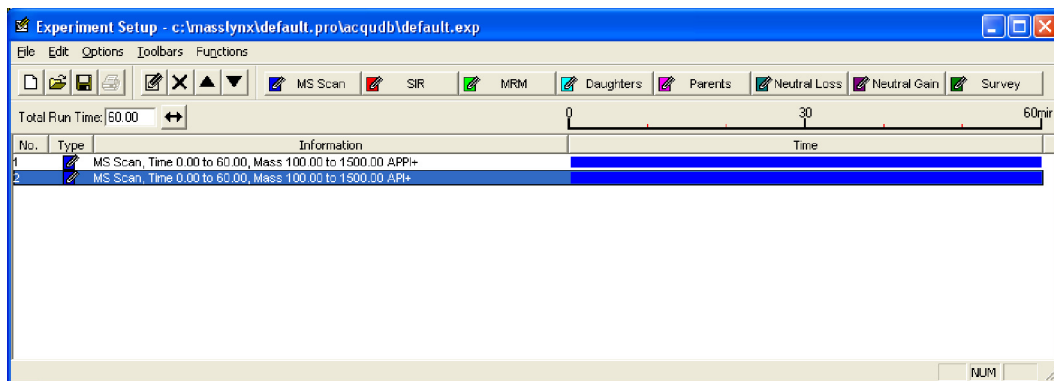 Experiment Setup - c:\masslynx\default.pro\acqudb\default.exp
File Edit Options Toolbars Functions
MS Scan SIR MRM Daughters Parents Neutral Loss Neutral Gain Survey
Total Run Time: 60.00 0 30 60min
No. Type Information Time
1 MS Scan, Time 0.00 to 60.00, Mass 100.00 to 1500.00 APPI+
2 MS Scan, Time 0.00 to 60.00, Mass 100.00 to 1500.00 API+
NUM